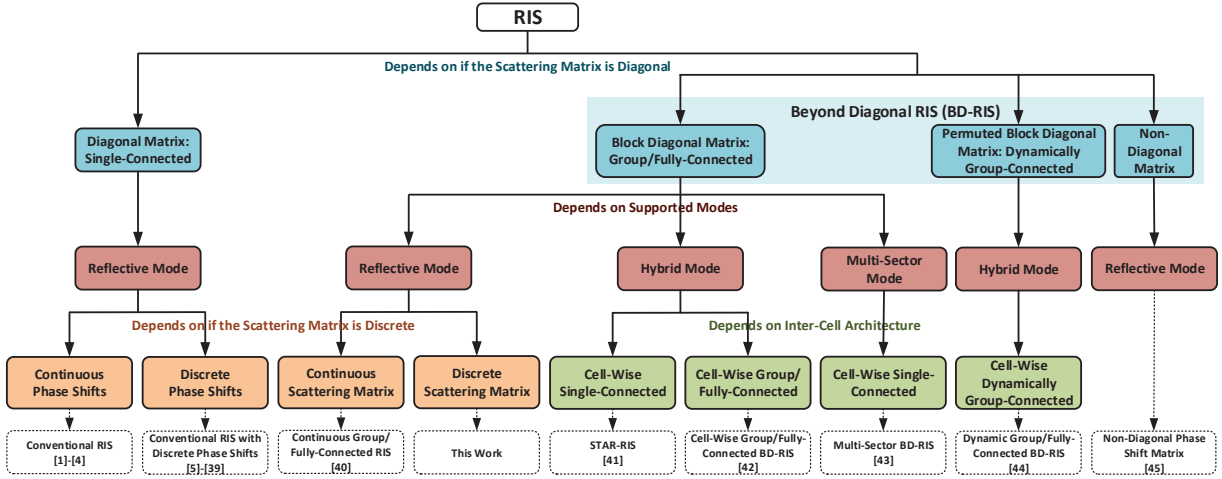 RIS
Depends on if the Scattering Matrix is Diagonal
Beyond Diagonal RIS (BD-RIS)
Diagonal Matrix:
Single-Connected
Block Diagonal Matrix:
Group/Fully-Connected
Permuted Block Diagonal
Matrix: Dynamically
Group-Connected
Non-
Diagonal
Matrix
Depends on Supported Modes
Reflective Mode
Reflective Mode
Hybrid Mode
Multi-Sector
Mode
Hybrid Mode
Reflective Mode
Depends on if the Scattering Matrix is Discrete
Depends on Inter-Cell Architecture
Continuous
Phase Shifts
Discrete
Phase Shifts
Continuous
Scattering Matrix
Discrete
Scattering Matrix
Cell-Wise
Single-Connected
Cell-Wise Group/
Fully-Connected
Cell-Wise Single-
Connected
Cell-Wise
Dynamically
Group-Connected
Conventional RIS
[1]-[4]
Conventional RIS with
Discrete Phase Shifts
[5]-[39]
Continuous Group/
Fully-Connected RIS
[40]
This Work
STAR-RIS
[41]
Cell-Wise Group/Fully-
Connected BD-RIS
[42]
Multi-Sector BD-RIS
[43]
Dynamic Group/Fully-
Connected BD-RIS
[44]
Non-Diagonal Phase
Shift Matrix
[45]